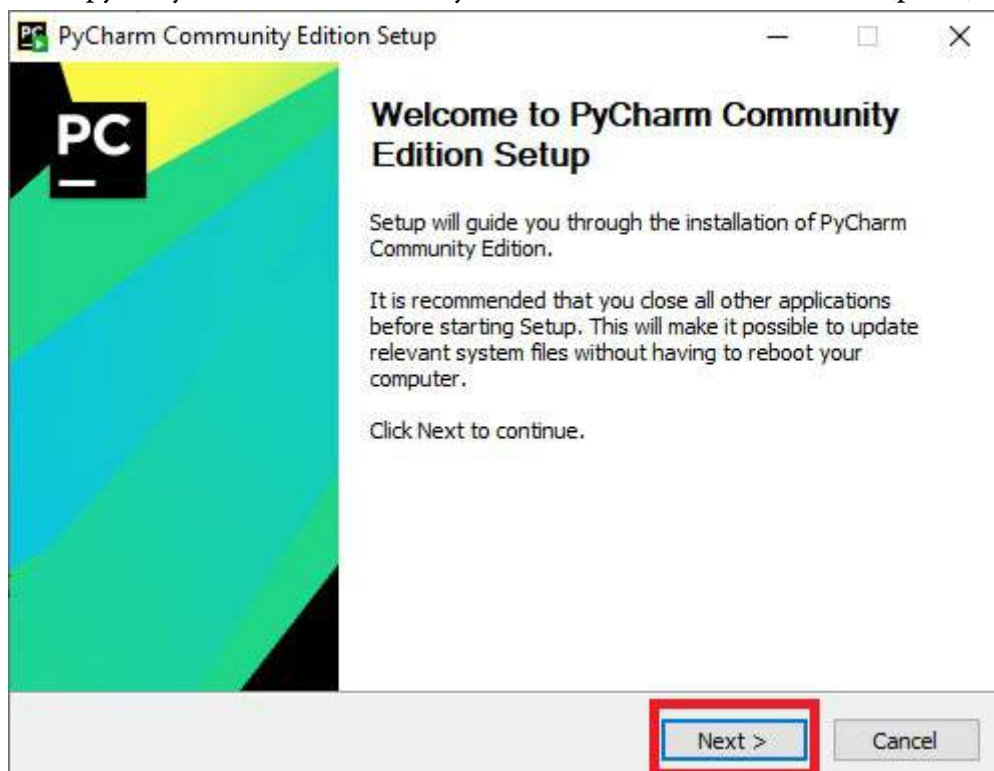 PyCharm Community Edition Setup
PC
Welcome to PyCharm Community
Edition Setup
Setup will guide you through the installation of PyCharm
Community Edition.
It is recommended that you close all other applications
before starting Setup. This will make it possible to update
relevant system files without having to reboot your
computer.
Click Next to continue.
Next >
Cancel